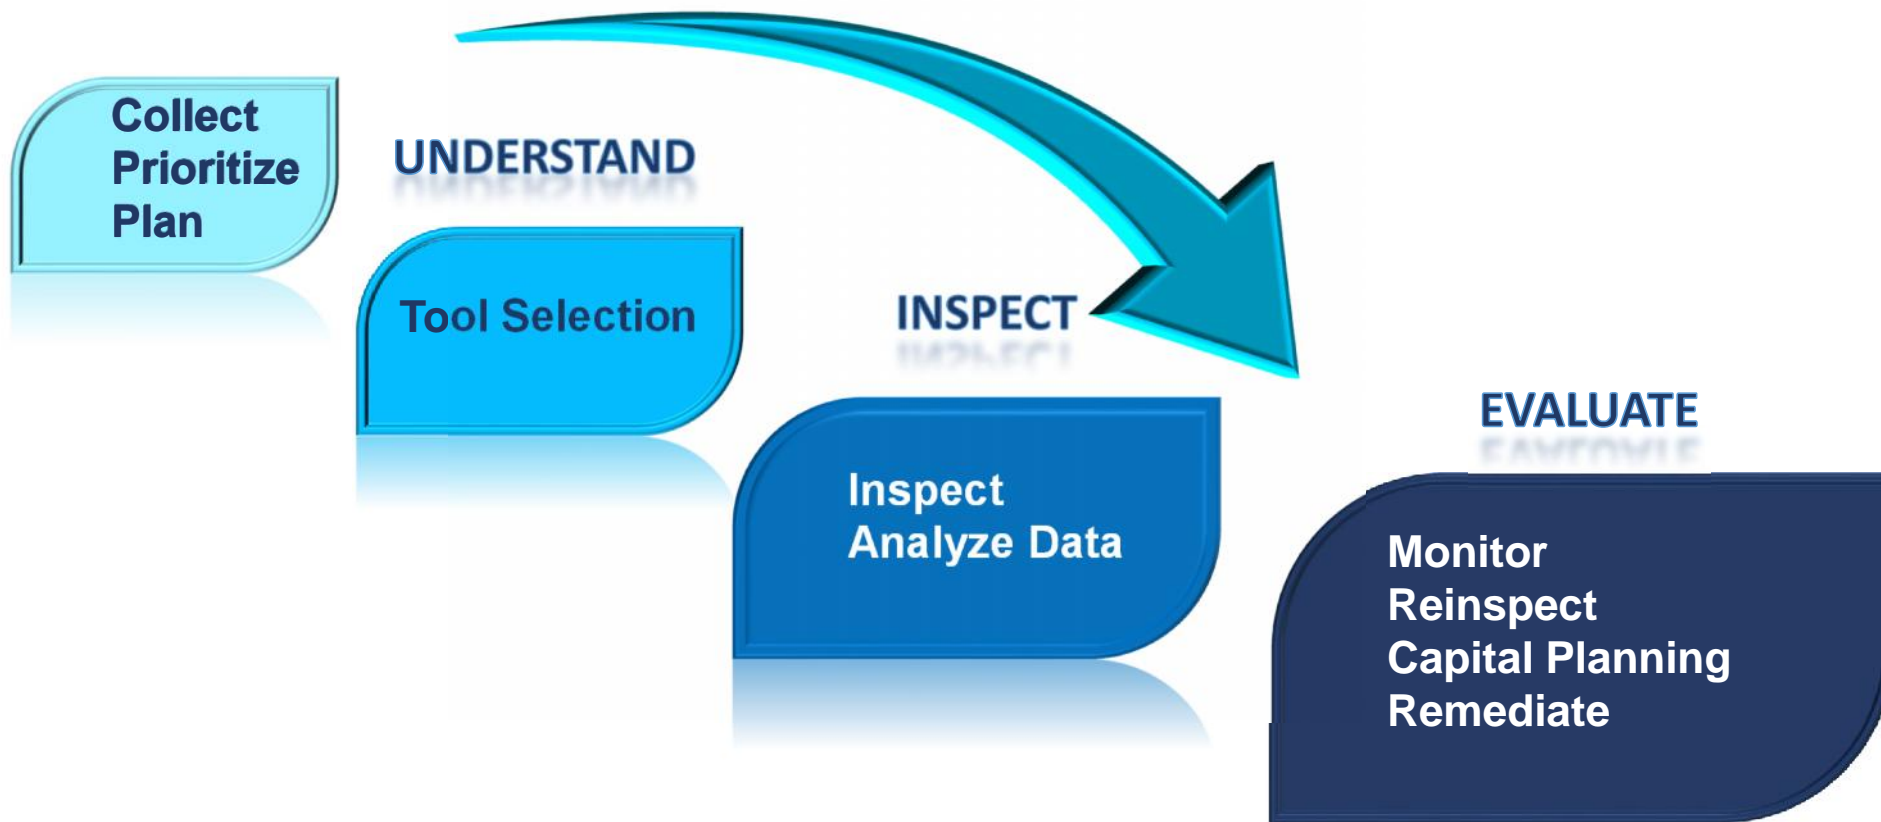 Collect
Prioritize
Plan
UNDERSTAND
Tool Selection
INSPECT
Inspect
Analyze Data
EVALUATE
Monitor
Reinspect
Capital Planning
Remediate